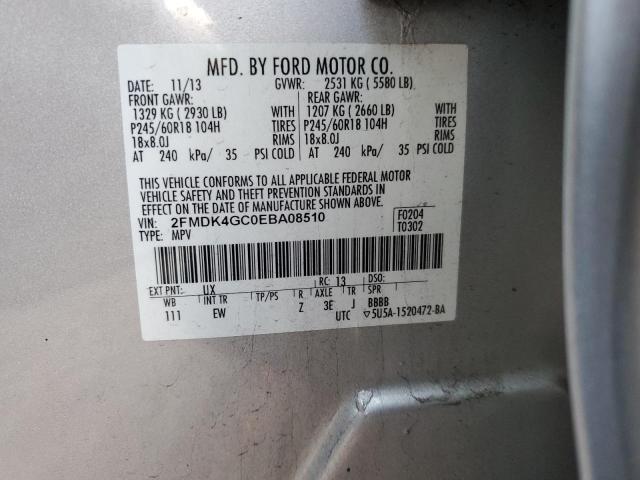 MFD. BY FORD MOTOR CO.
DATE: 11/13 GVWR: 2531 KG ( 5580 LB)
FRONT GAWR: REAR GAWR:
1329 KG ( 2930 LB) WITH 1207 KG ( 2660 LB) WITH
P245/60R18 104H TIRES P245/60R18 104H TIRES
18x8.0J RIMS 18x8.0J RIMS
AT 240 kPa/ 35 PSI COLD AT 240 kPa/ 35 PSI COLD
THIS VEHICLE CONFORMS TO ALL APPLICABLE FEDERAL MOTOR
VEHICLE SAFETY AND THEFT PREVENTION STANDARDS IN
EFFECT ON THE DATE OF MANUFACTURE SHOWN ABOVE.
VIN: 2FMDK4GC0EBA08510 F0204
TYPE: MPV T0302
EXT PNT: UX RC: 13 DSO:
WB INT TR TP/PS R AXLE TR SPR
111 EW Z 3E J BBBB
UTC ▽5U5A-1520472-BA